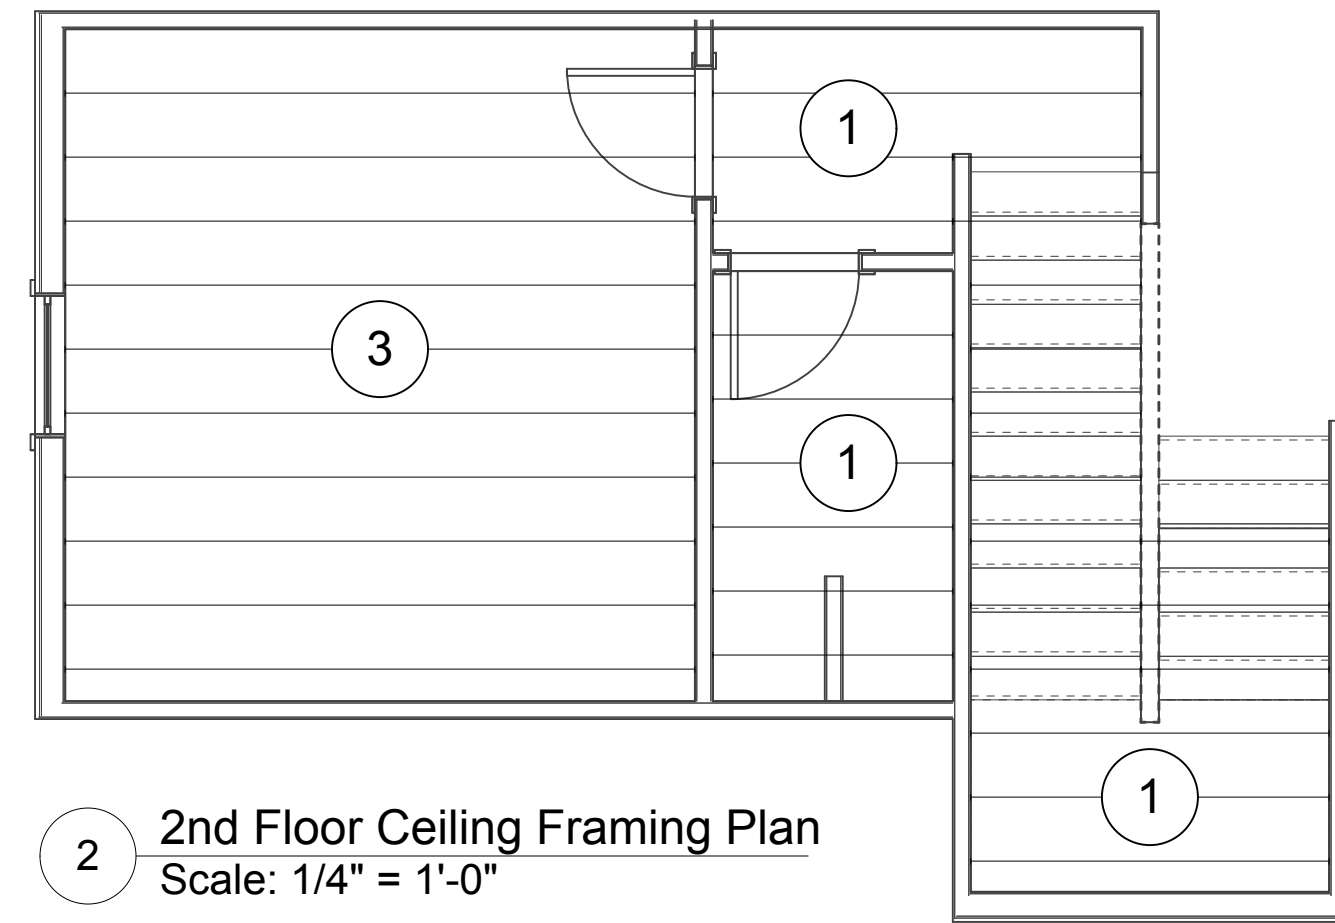 1
3
1
1
2
2nd Floor Ceiling Framing Plan
Scale: 1/4" = 1'-0"